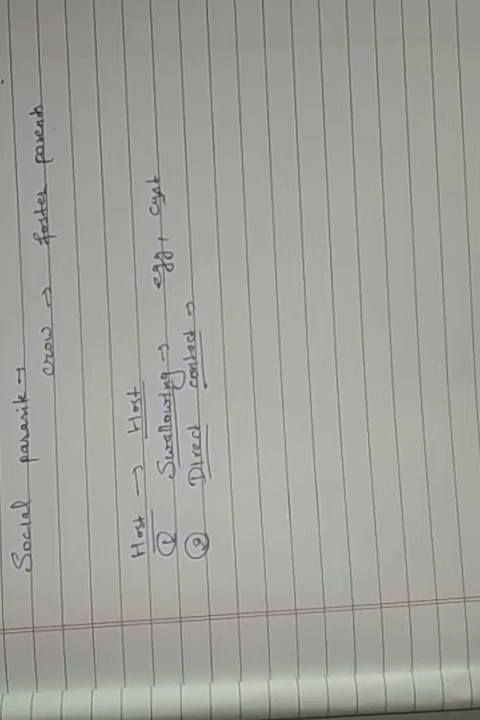 Social parasite →
crow → foster parents
Host → Host
① Swallowing → egg, cyst
② Direct contact →